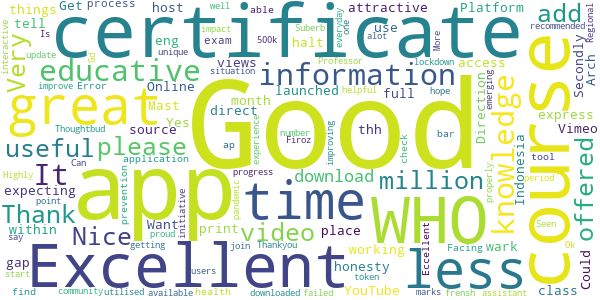 Get process
things
tell
host
able
well
impact
500k
Suberb
everyday
one
use
alot
attractive
Platform
More
add
Regional
recommended
interactive
Is
Very
certificate
unique
eng
exam
halt
Secondly
Arch
Gd
update
educative
views
information
Professor
lockdown
access
emerging
improve Error
Online
month
launched
full
helpful
hope
Direction
express
great
Mast
source
direct
Good
knowledge
Vimeo
Thoughtbud
Yes
thh
Can
application
ap
number
Firoz
improving
bar
useful
please
experience
check
Indonesia
tool
It
progress
course
offered
Highly
point
expecting
prevention
Want
proud
initiative
download
million
properly
period
Seen
Ok
Thank
app
time
WHO
within
print
pandemic
place
Could
say
Nice
video
working
wark
Facing
gap
getting
join
Thankyou
honesty
Eccellent
less
start
Excellent
users
token
YouTube
class
find
community
utilised
available
health
downloaded
failed
marks
frensh
assistant